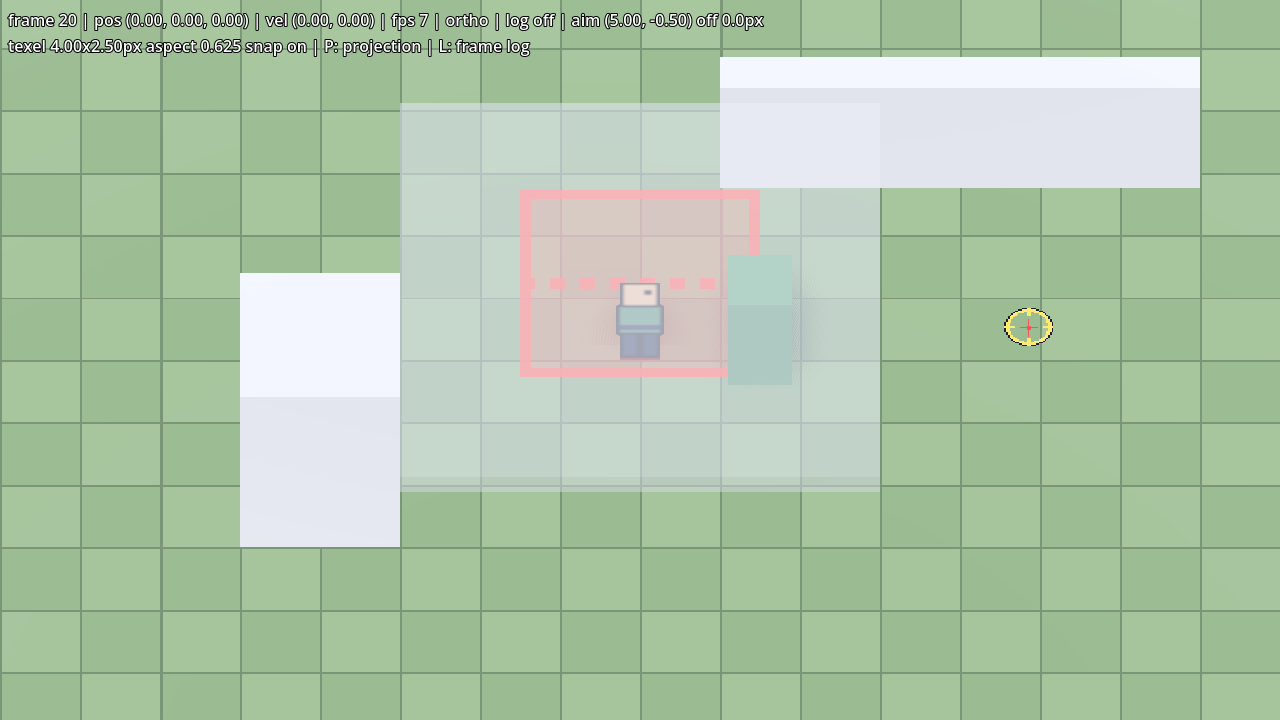 frame 20 | pos (0.00, 0.00, 0.00) | vel (0.00, 0.00) | fps 7 | ortho | log off | aim (5.00, -0.50) off 0.0px
texel 4.00x2.50px aspect 0.625 snap on | P: projection | L: frame log